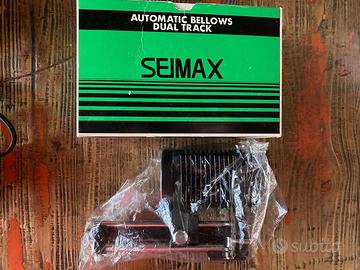 AUTOMATIC BELLOWS
DUAL TRACK
SEIMAX
subito